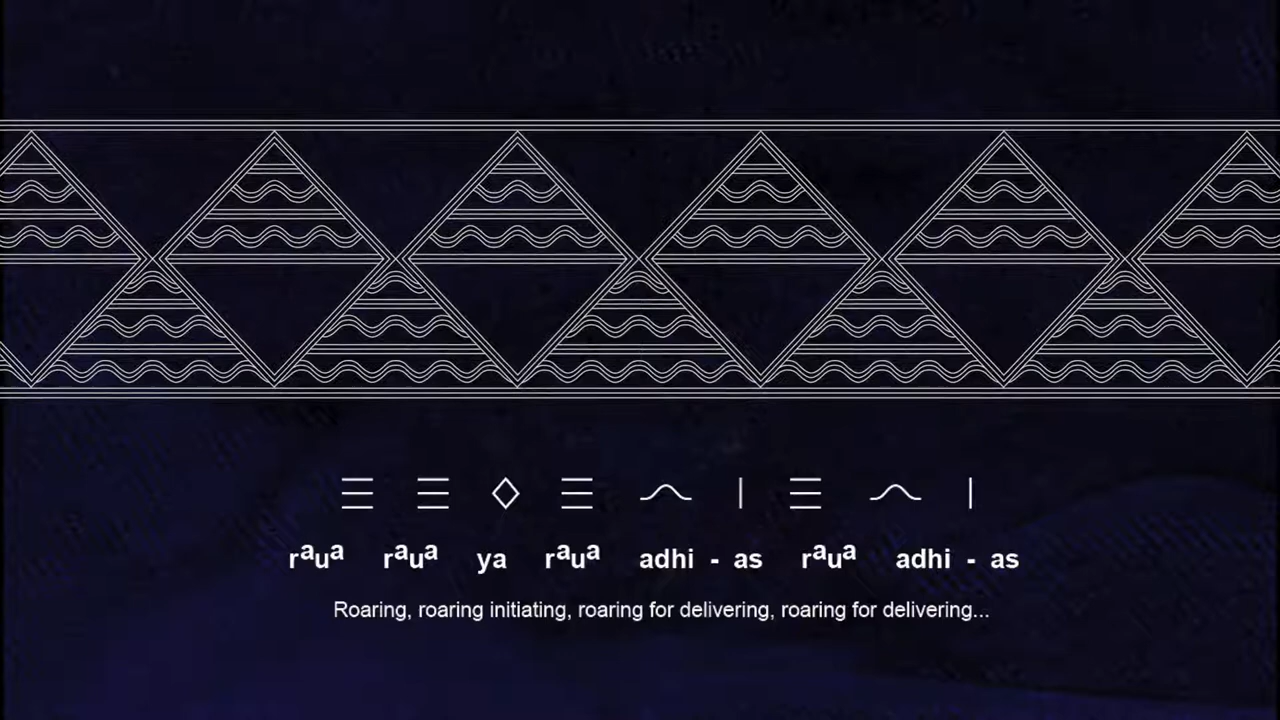 ☰ ☰ ◇ ☰ ︿ | ☰ ︿ |
rᵃuᵃ rᵃuᵃ ya rᵃuᵃ adhi - as rᵃuᵃ adhi - as
Roaring, roaring initiating, roaring for delivering, roaring for delivering...